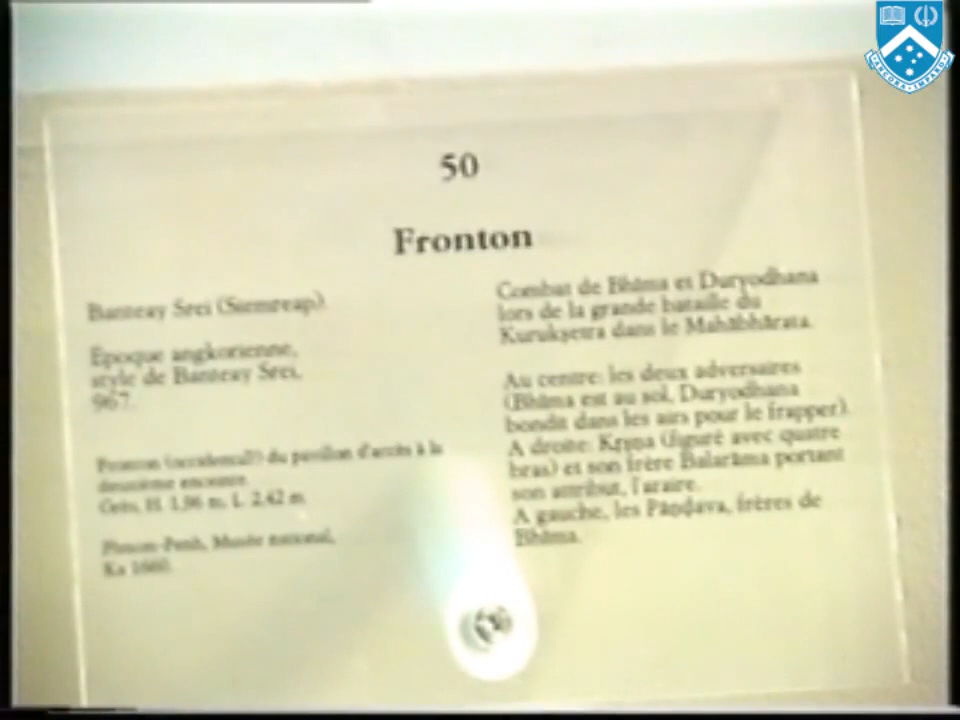 50
Fronton
Banteay Srei (Siemreap).
Epoque angkorienne,
style de Banteay Srei,
967.
Fronton (occidental?) du pavillon d'accès à la
deuxième enceinte.
Grès, H. 1,96 m, L. 2,42 m
Phnom-Penh, Musée national,
Ka 1660.
Combat de Bhīma et Duryodhana
lors de la grande bataille du
Kurukṣetra dans le Mahābhārata.
Au centre: les deux adversaires
(Bhīma est au sol, Duryodhana
bondit dans les airs pour le frapper).
A droite: Kṛṣṇa (figuré avec quatre
bras) et son frère Balarāma portant
son attribut, l'araire.
A gauche, les Pāṇḍava, frères de
Bhīma.
ANCORA IMPARO